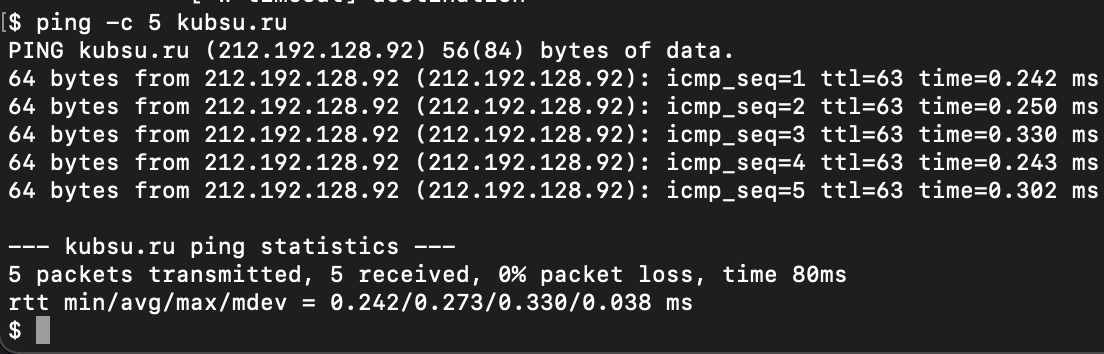 [-w timeout] destination
[$ ping -c 5 kubsu.ru
PING kubsu.ru (212.192.128.92) 56(84) bytes of data.
64 bytes from 212.192.128.92 (212.192.128.92): icmp_seq=1 ttl=63 time=0.242 ms
64 bytes from 212.192.128.92 (212.192.128.92): icmp_seq=2 ttl=63 time=0.250 ms
64 bytes from 212.192.128.92 (212.192.128.92): icmp_seq=3 ttl=63 time=0.330 ms
64 bytes from 212.192.128.92 (212.192.128.92): icmp_seq=4 ttl=63 time=0.243 ms
64 bytes from 212.192.128.92 (212.192.128.92): icmp_seq=5 ttl=63 time=0.302 ms
--- kubsu.ru ping statistics ---
5 packets transmitted, 5 received, 0% packet loss, time 80ms
rtt min/avg/max/mdev = 0.242/0.273/0.330/0.038 ms
$